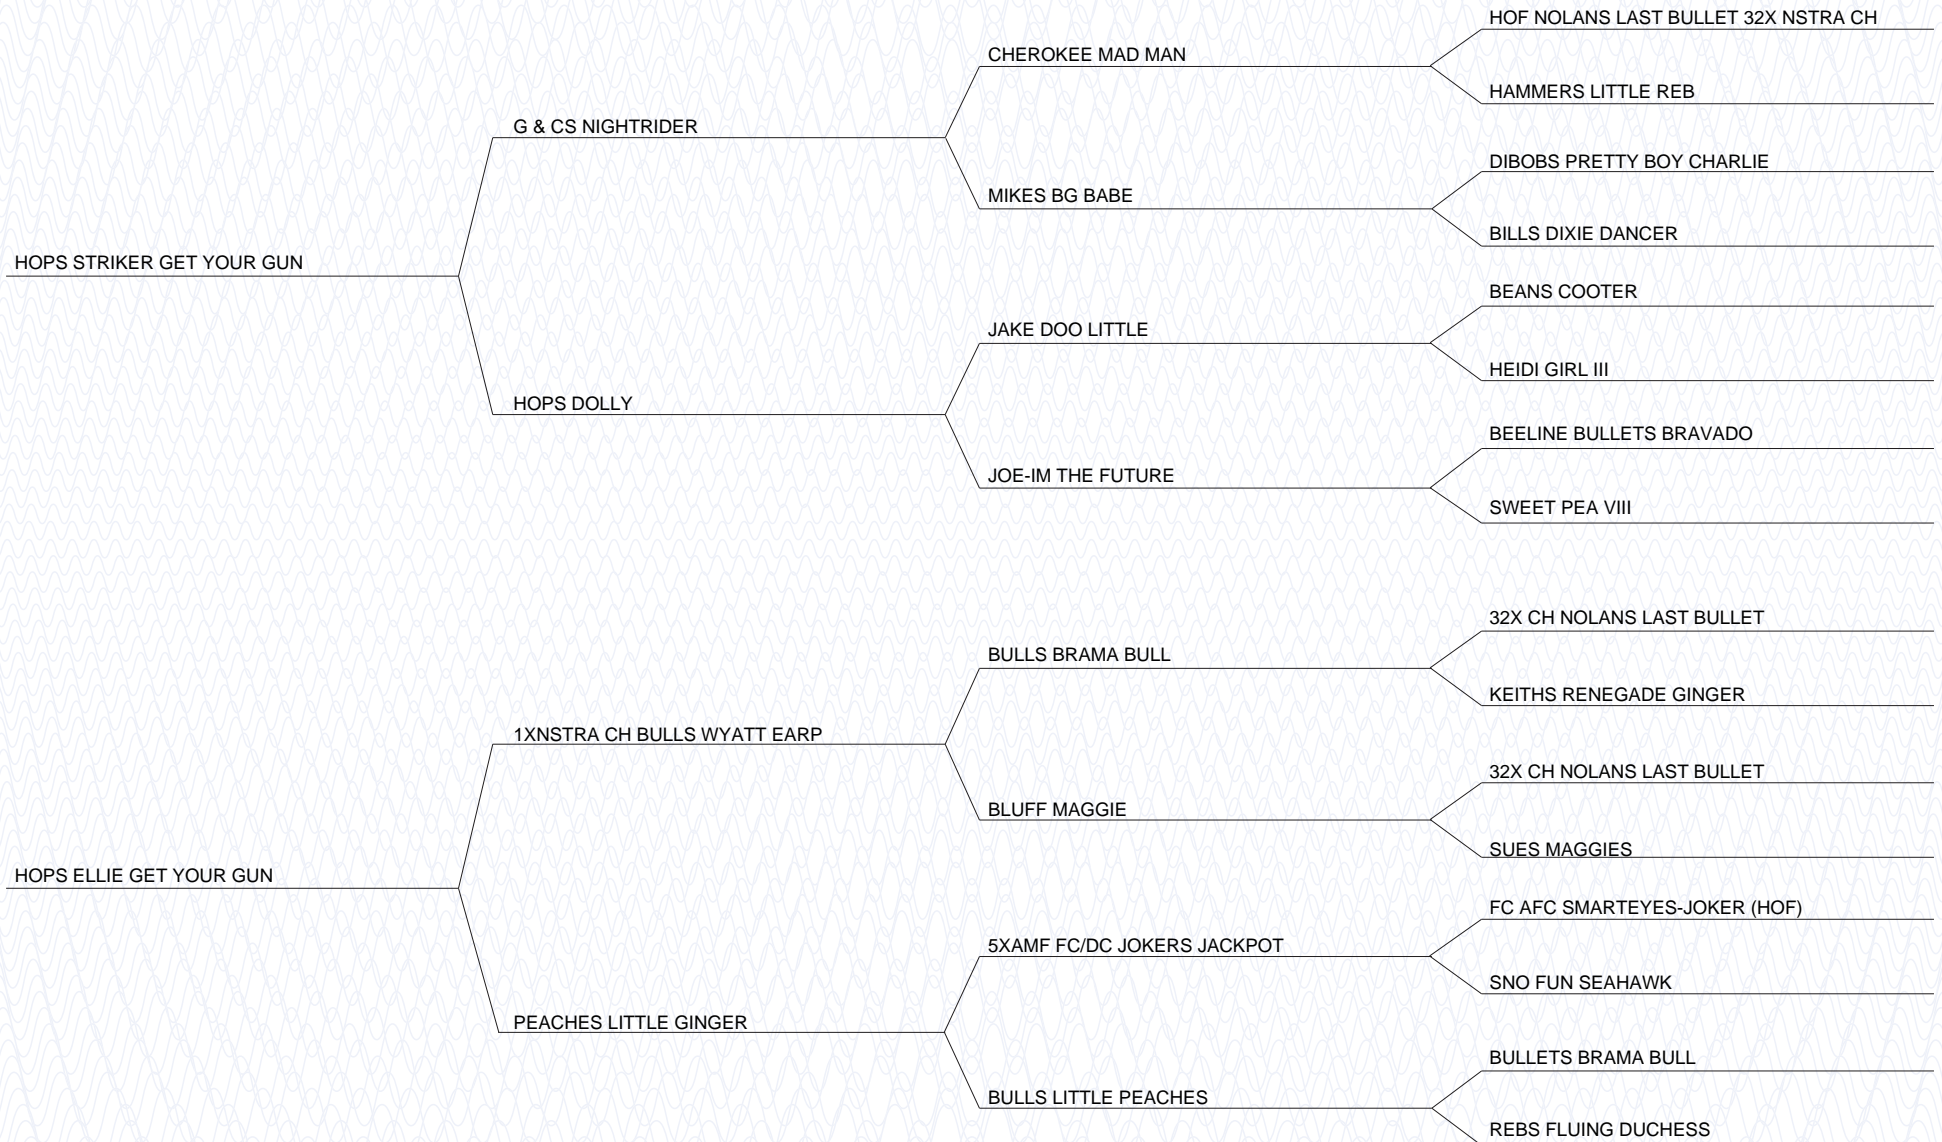 HOF NOLANS LAST BULLET 32X NSTRA CH
CHEROKEE MAD MAN
HAMMERS LITTLE REB
G & CS NIGHTRIDER
DIBOBS PRETTY BOY CHARLIE
MIKES BG BABE
BILLS DIXIE DANCER
HOPS STRIKER GET YOUR GUN
BEANS COOTER
JAKE DOO LITTLE
HEIDI GIRL III
HOPS DOLLY
BEELINE BULLETS BRAVADO
JOE-IM THE FUTURE
SWEET PEA VIII
32X CH NOLANS LAST BULLET
BULLS BRAMA BULL
KEITHS RENEGADE GINGER
1XNSTRA CH BULLS WYATT EARP
32X CH NOLANS LAST BULLET
BLUFF MAGGIE
SUES MAGGIES
HOPS ELLIE GET YOUR GUN
FC AFC SMARTEYES-JOKER (HOF)
5XAMF FC/DC JOKERS JACKPOT
SNO FUN SEAHAWK
PEACHES LITTLE GINGER
BULLETS BRAMA BULL
BULLS LITTLE PEACHES
REBS FLUING DUCHESS